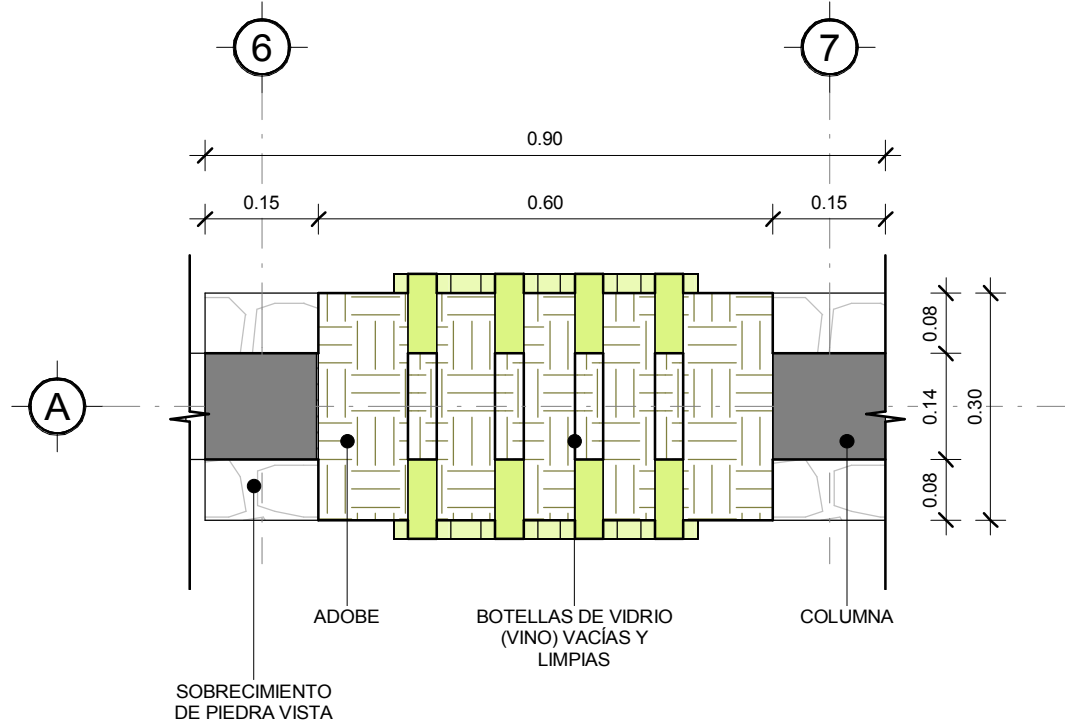 6
7
0.90
0.15
0.60
0.15
A
0.08
0.14
0.30
0.08
ADOBE
BOTELLAS DE VIDRIO
(VINO) VACÍAS Y
LIMPIAS
COLUMNA
SOBRECIMIENTO
DE PIEDRA VISTA